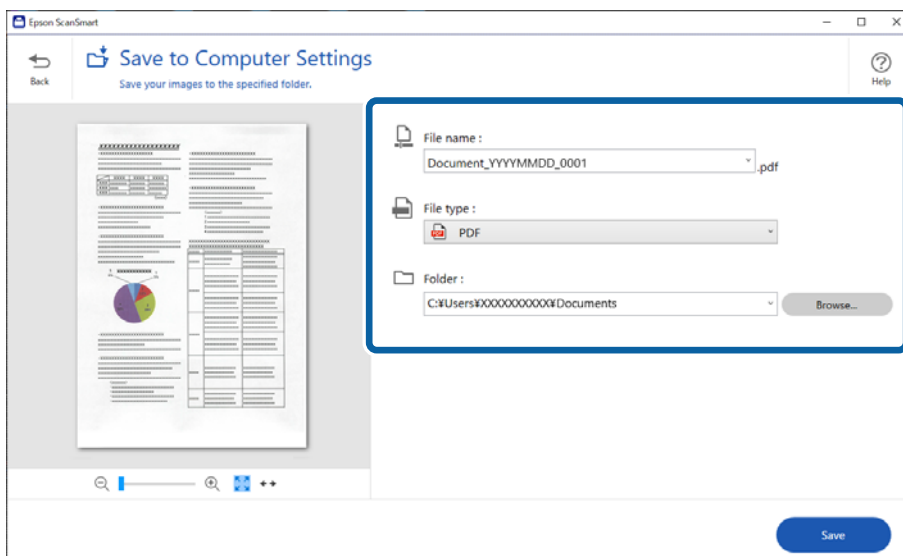 Epson ScanSmart
Back
Save to Computer Settings
Save your images to the specified folder.
Help
File name :
Document_YYYYMMDD_0001
.pdf
File type :
PDF
Folder :
C:¥Users¥XXXXXXXXXXX¥Documents
Browse...
Save